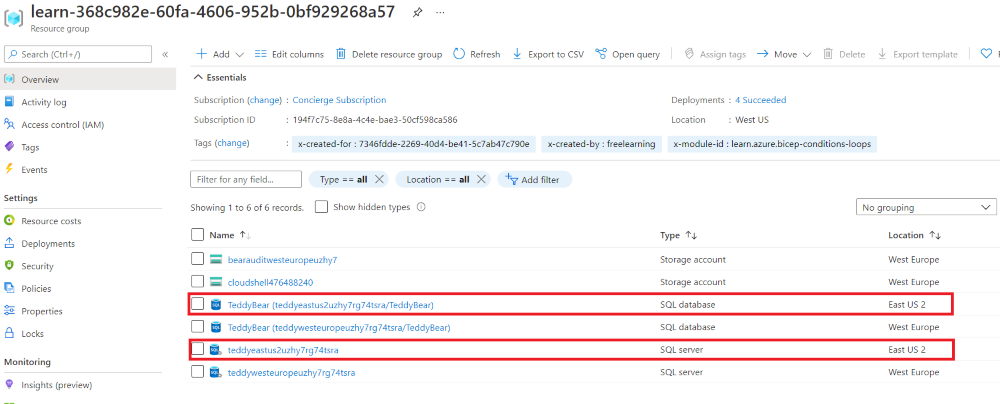 learn-368c982e-60fa-4606-952b-0bf929268a57
Resource group
Search (Ctrl+/)
Add
Edit columns
Delete resource group
Refresh
Export to CSV
Open query
Assign tags
Move
Delete
Export template
Overview
Activity log
Access control (IAM)
Tags
Events
Settings
Resource costs
Deployments
Security
Policies
Properties
Locks
Monitoring
Insights (preview)
Essentials
Subscription (change) : Concierge Subscription
Deployments : 4 Succeeded
Subscription ID : 194f7c75-8e8a-4c4e-bae3-50cf598ca586
Location : West US
Tags (change) : x-created-for : 7346fdde-2269-40d4-be41-5c7ab47c790e x-created-by : freelearning x-module-id : learn.azure.bicep-conditions-loops
Filter for any field...
Type == all
Location == all
Add filter
Showing 1 to 6 of 6 records.
Show hidden types
No grouping
Name Type Location
bearauditwesteuropeuzhy7 Storage account West Europe
cloudshell476488240 Storage account West Europe
TeddyBear (teddyeastus2uzhy7rg74tsra/TeddyBear) SQL database East US 2
TeddyBear (teddywesteuropeuzhy7rg74tsra/TeddyBear) SQL database West Europe
teddyeastus2uzhy7rg74tsra SQL server East US 2
teddywesteuropeuzhy7rg74tsra SQL server West Europe